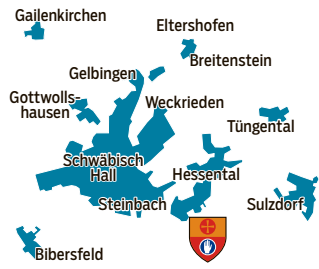 Gailenkirchen
Eltershofen
Breitenstein
Gelbingen
Gottwolls-
hausen
Weckrieden
Tüngental
Schwäbisch
Hall
Hessental
Steinbach
Sulzdorf
Bibersfeld